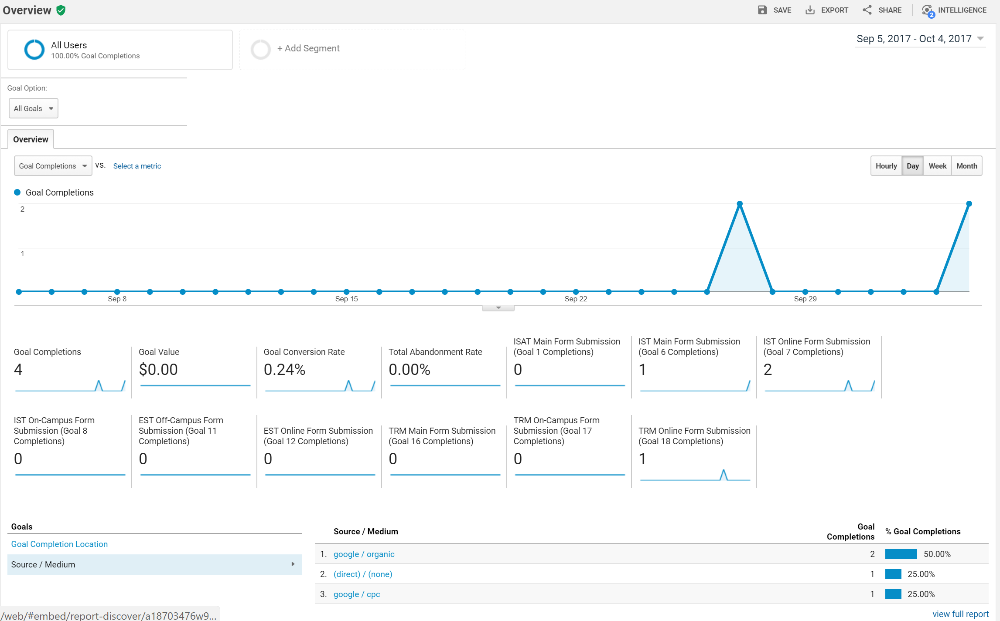 Overview
SAVE
EXPORT
SHARE
2
INTELLIGENCE
All Users
100.00% Goal Completions
+ Add Segment
Sep 5, 2017 - Oct 4, 2017
Goal Option:
All Goals
Overview
Goal Completions
VS.
Select a metric
Hourly
Day
Week
Month
Goal Completions
2
1
Sep 8
Sep 15
Sep 22
Sep 29
Goal Completions
4
Goal Value
$0.00
Goal Conversion Rate
0.24%
Total Abandonment Rate
0.00%
ISAT Main Form Submission
(Goal 1 Completions)
0
IST Main Form Submission
(Goal 6 Completions)
1
IST Online Form Submission
(Goal 7 Completions)
2
IST On-Campus Form
Submission (Goal 8
Completions)
0
EST Off-Campus Form
Submission (Goal 11
Completions)
0
EST Online Form Submission
(Goal 12 Completions)
0
TRM Main Form Submission
(Goal 16 Completions)
0
TRM On-Campus Form
Submission (Goal 17
Completions)
0
TRM Online Form Submission
(Goal 18 Completions)
1
Goals
Goal Completion Location
Source / Medium
Source / Medium
Goal
Completions
% Goal Completions
1. google / organic 2 50.00%
2. (direct) / (none) 1 25.00%
3. google / cpc 1 25.00%
view full report
/web/#embed/report-discover/a18703476w9...